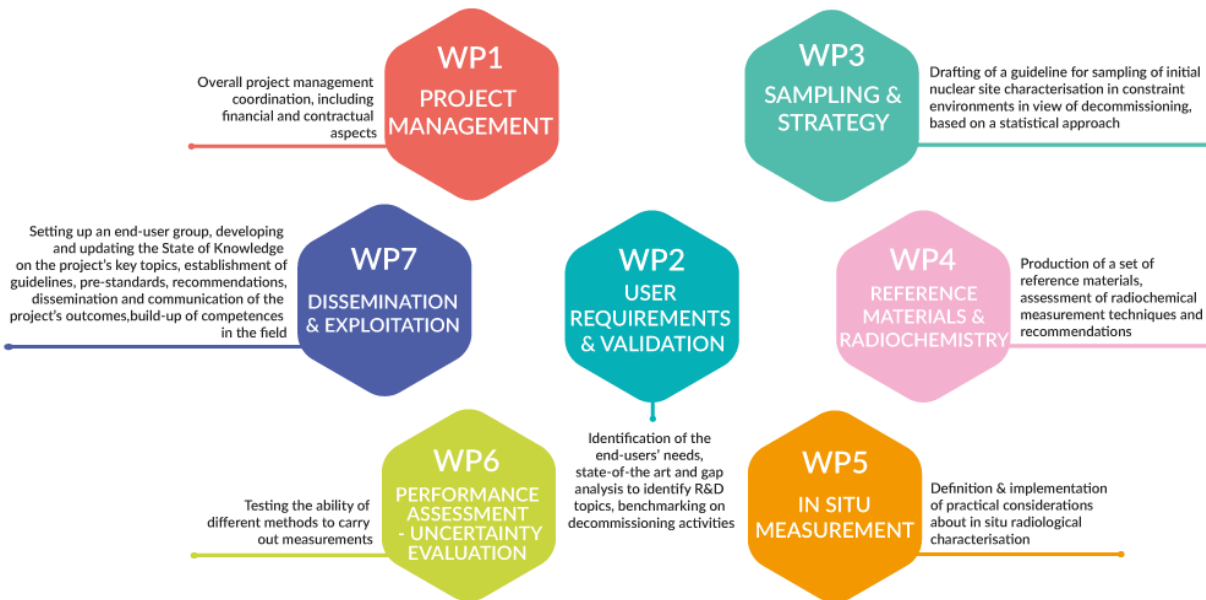 WP1
PROJECT
MANAGEMENT
Overall project management
coordination, including
financial and contractual
aspects
WP3
SAMPLING &
STRATEGY
Drafting of a guideline for sampling of initial
nuclear site characterisation in constraint
environments in view of decommissioning,
based on a statistical approach
Setting up an end-user group, developing
and updating the State of Knowledge
on the project's key topics, establishment of
guidelines, pre-standards, recommendations,
dissemination and communication of the
project's outcomes,build-up of competences
in the field
WP7
DISSEMINATION
& EXPLOITATION
WP2
USER
REQUIREMENTS
& VALIDATION
Identification of the
end-users' needs,
state-of-the art and gap
analysis to identify R&D
topics, benchmarking on
decommissioning activities
WP4
REFERENCE
MATERIALS &
RADIOCHEMISTRY
Production of a set of
reference materials,
assessment of radiochemical
measurement techniques and
recommendations
WP6
PERFORMANCE
ASSESSMENT
- UNCERTAINTY
EVALUATION
Testing the ability of
different methods to carry
out measurements
WP5
IN SITU
MEASUREMENT
Definition & implementation
of practical considerations
about in situ radiological
characterisation